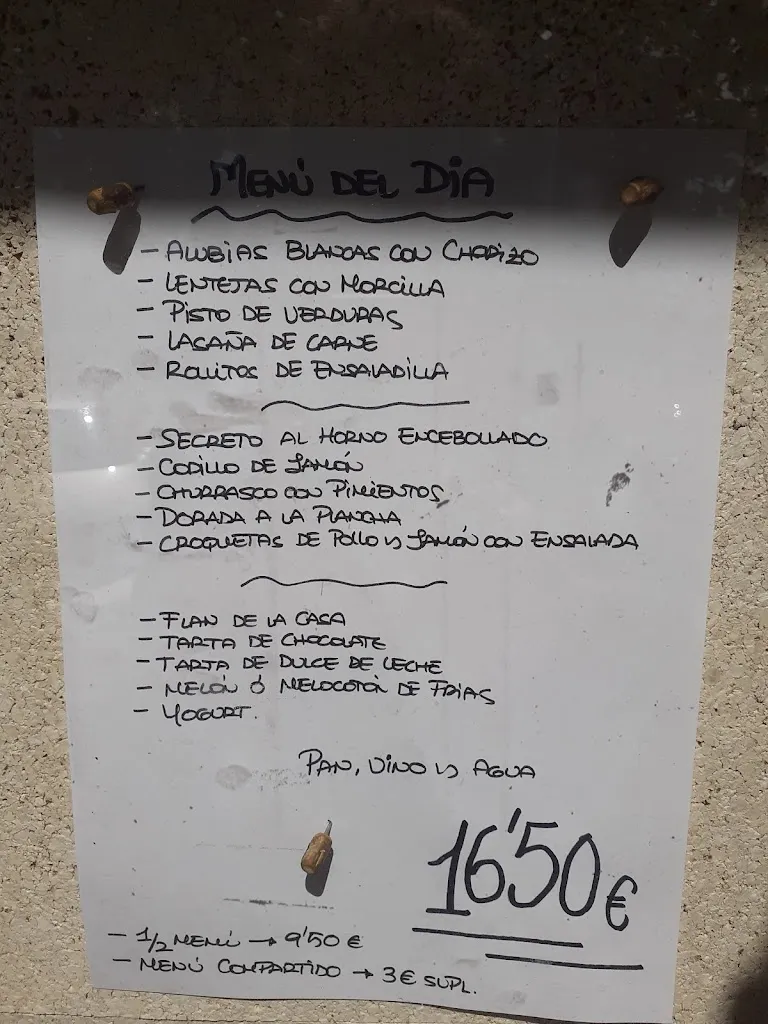 MENÚ DEL DÍA
- ALUBIAS BLANCAS CON CHORIZO
- LENTEJAS CON MORCILLA
- PISTO DE VERDURAS
- LASAÑA DE CARNE
- ROLLITOS DE ENSALADILLA
- SECRETO AL HORNO ENCEBOLLADO
- CODILLO DE JAMÓN
- CHURRASCO CON PIMIENTOS
- DORADA A LA PLANCHA
- CROQUETAS DE POLLO Y JAMÓN CON ENSALADA
- FLAN DE LA CASA
- TARTA DE CHOCOLATE
- TARTA DE DULCE DE LECHE
- MELÓN Ó MELOCOTÓN DE FRIAS
- YOGURT.
PAN, VINO Y AGUA
16'50€
- 1/2 MENÚ → 9'50 €
- MENÚ COMPARTIDO → 3€ SUPL.